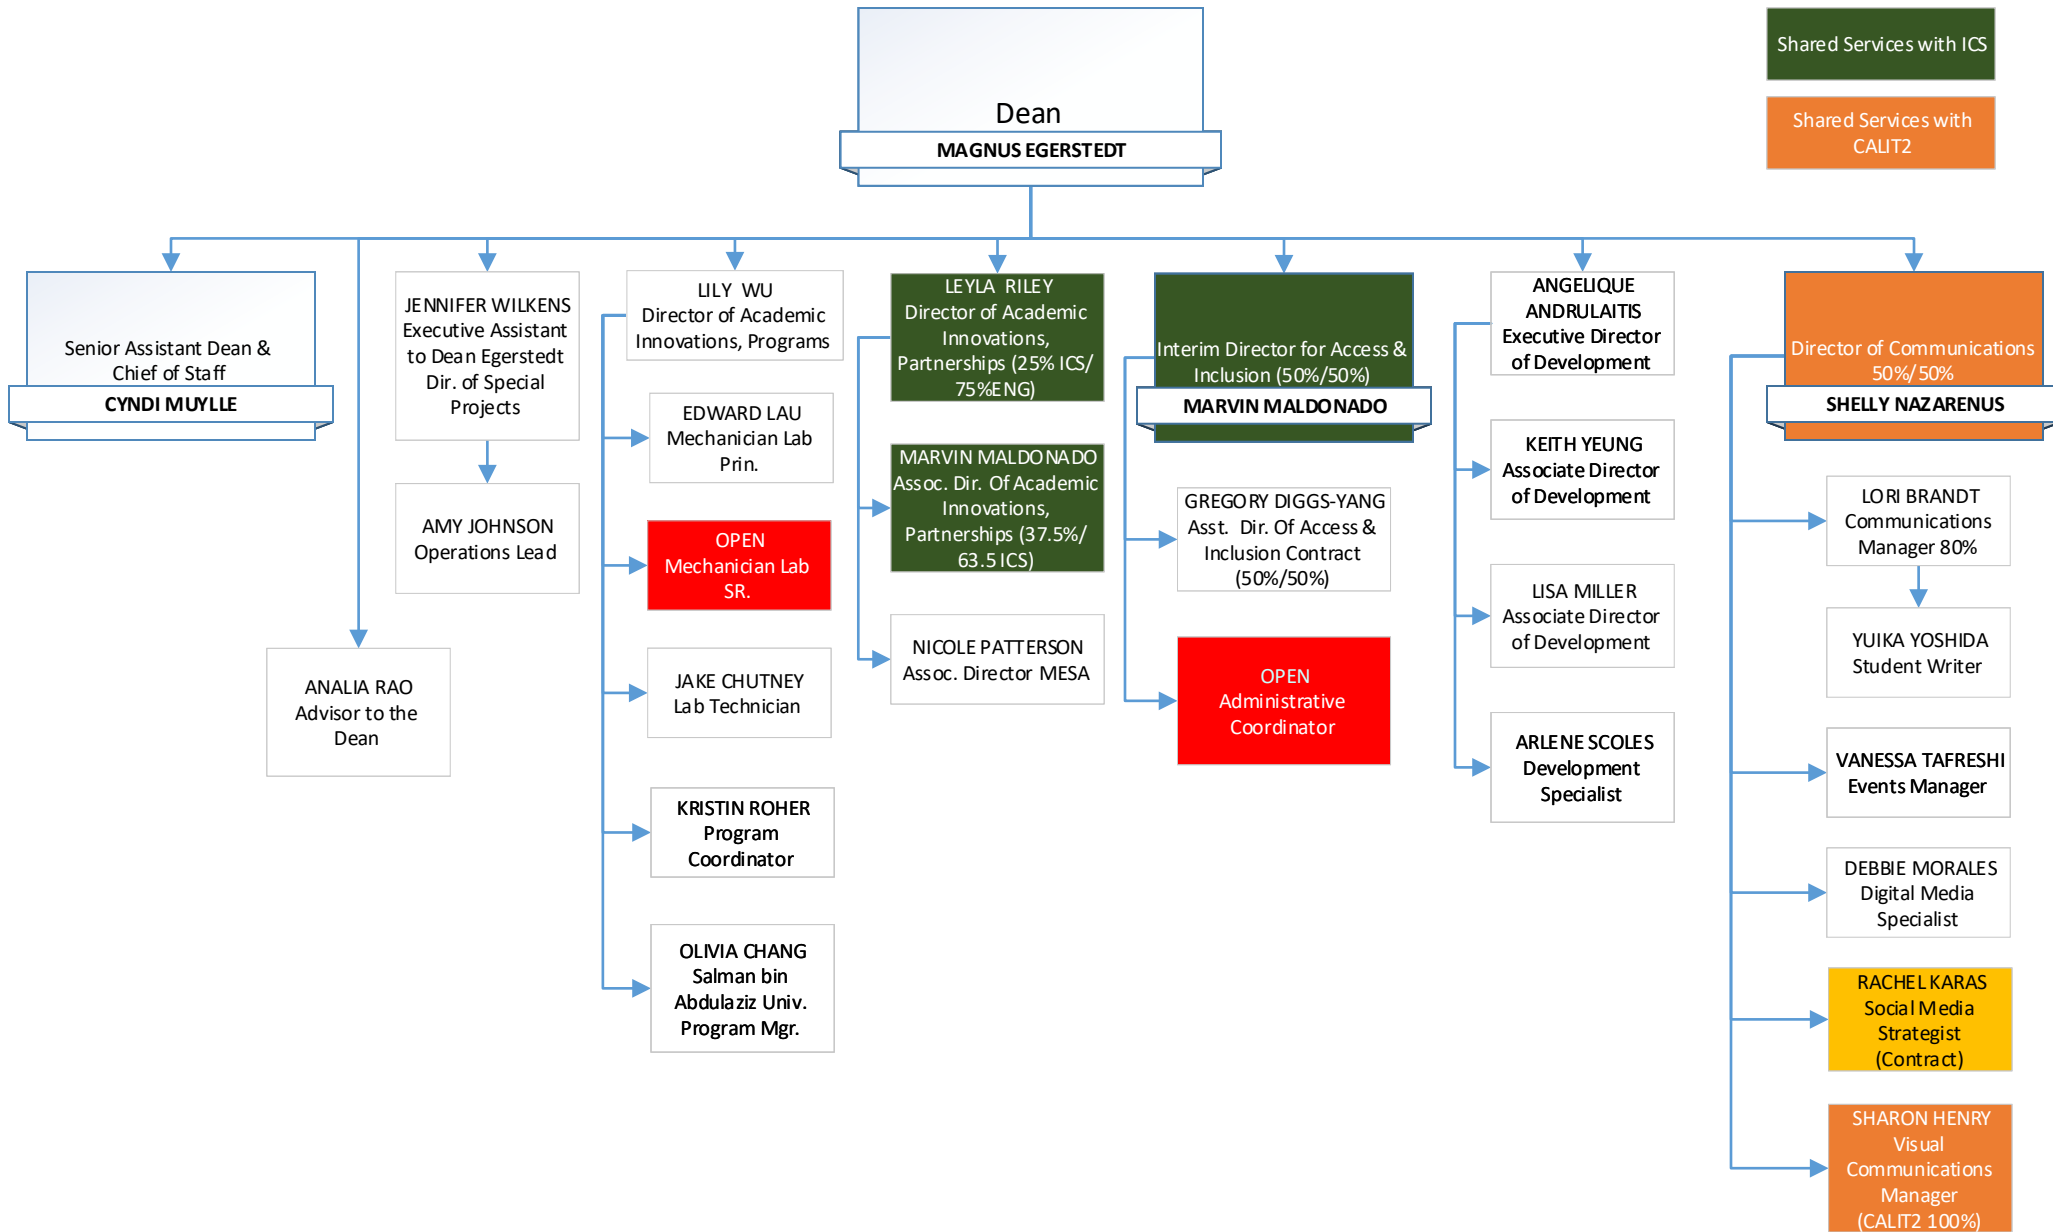 Shared Services with ICS
Shared Services with
CALIT2
Dean
MAGNUS EGERSTEDT
Senior Assistant Dean &
Chief of Staff
CYNDI MUYLLE
ANALIA RAO
Advisor to the
Dean
JENNIFER WILKENS
Executive Assistant
to Dean Egerstedt
Dir. of Special
Projects
AMY JOHNSON
Operations Lead
LILY WU
Director of Academic
Innovations, Programs
EDWARD LAU
Mechanician Lab
Prin.
OPEN
Mechanician Lab
SR.
JAKE CHUTNEY
Lab Technician
KRISTIN ROHER
Program
Coordinator
OLIVIA CHANG
Salman bin
Abdulaziz Univ.
Program Mgr.
LEYLA RILEY
Director of Academic
Innovations,
Partnerships (25% ICS/
75%ENG)
MARVIN MALDONADO
Assoc. Dir. Of Academic
Innovations,
Partnerships (37.5%/
63.5 ICS)
NICOLE PATTERSON
Assoc. Director MESA
Interim Director for Access &
Inclusion (50%/50%)
MARVIN MALDONADO
GREGORY DIGGS-YANG
Asst. Dir. Of Access &
Inclusion Contract
(50%/50%)
OPEN
Administrative
Coordinator
ANGELIQUE
ANDRULAITIS
Executive Director
of Development
KEITH YEUNG
Associate Director
of Development
LISA MILLER
Associate Director
of Development
ARLENE SCOLES
Development
Specialist
Director of Communications
50%/50%
SHELLY NAZARENUS
LORI BRANDT
Communications
Manager 80%
YUIKA YOSHIDA
Student Writer
VANESSA TAFRESHI
Events Manager
DEBBIE MORALES
Digital Media
Specialist
RACHEL KARAS
Social Media
Strategist
(Contract)
SHARON HENRY
Visual
Communications
Manager
(CALIT2 100%)